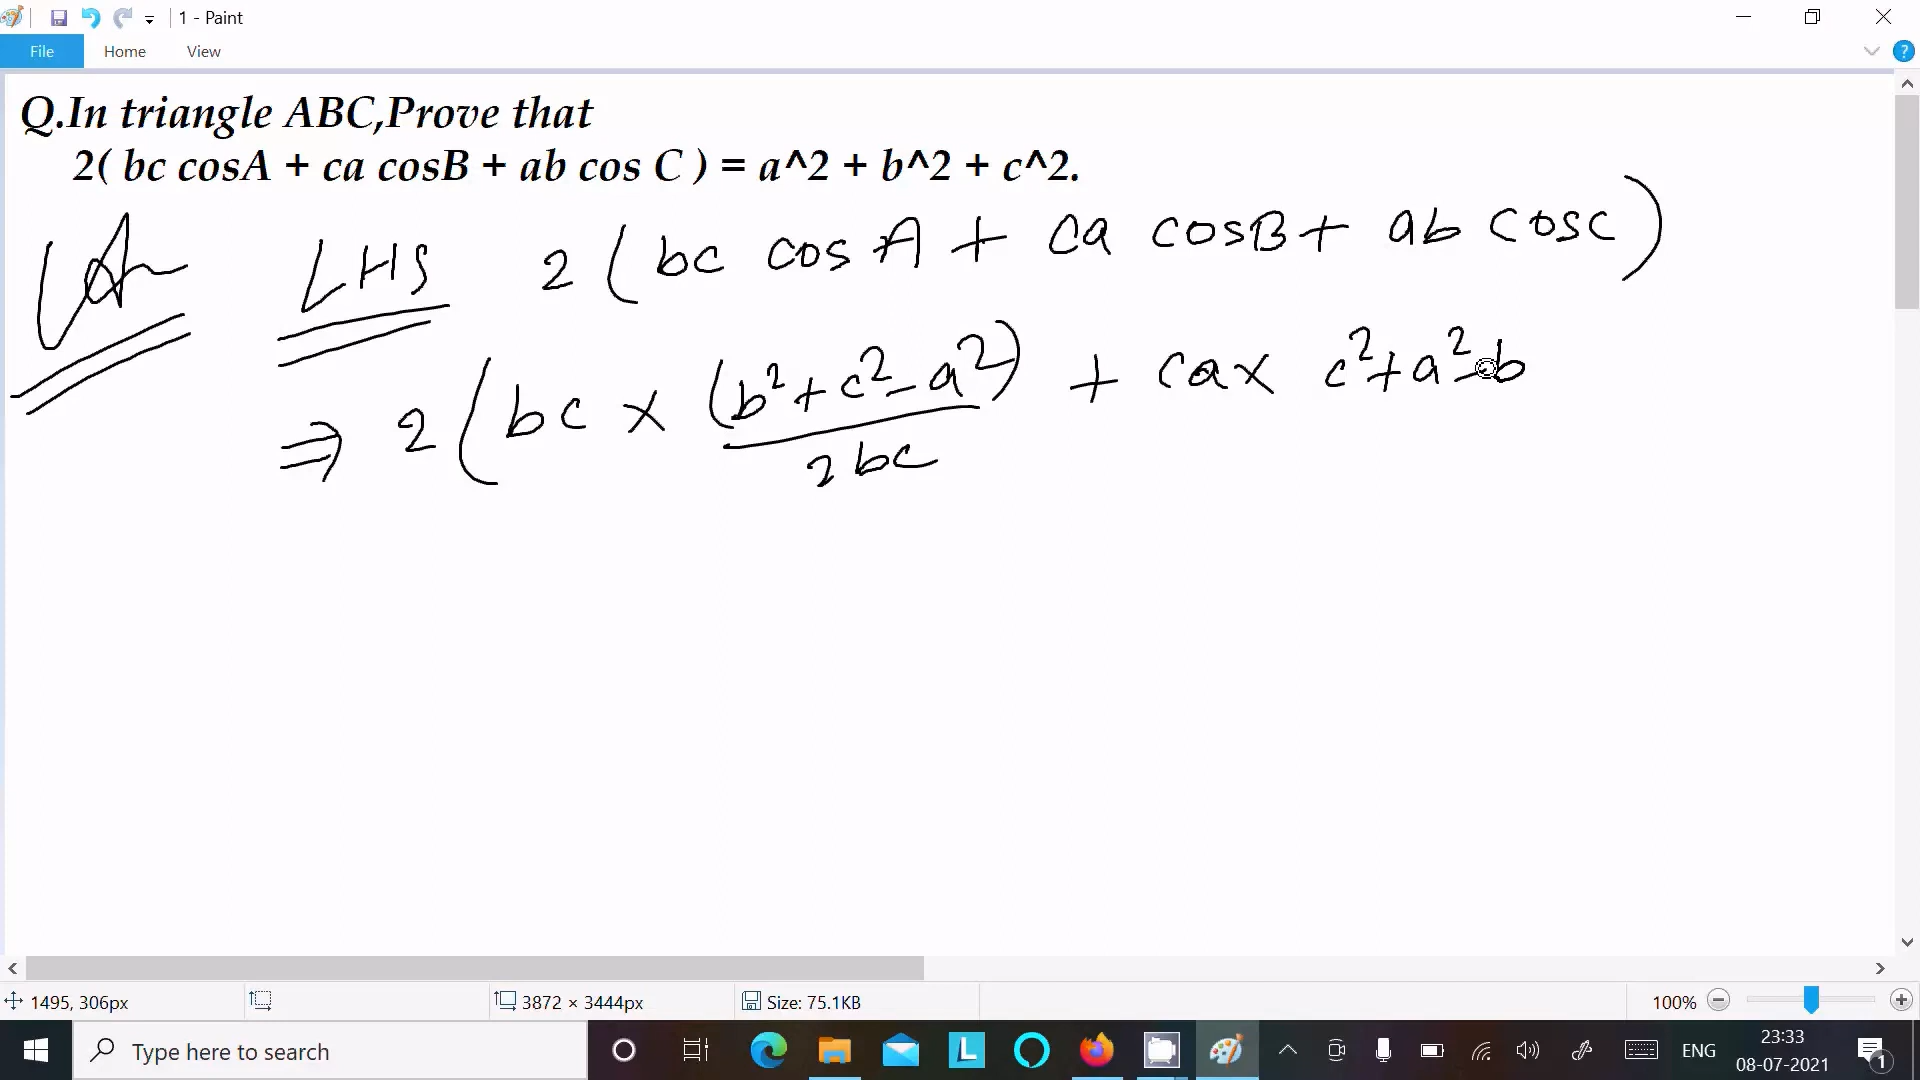 1 - Paint
File Home View
Q.In triangle ABC,Prove that
2( bc cosA + ca cosB + ab cos C ) = a^2 + b^2 + c^2.
LHS 2 ( bc cos A + ca cosB + ab cosc )
⇒ 2 ( bc × (b²+c²-a²)/2bc + ca× c²+a²-b
1495, 306px 3872 × 3444px Size: 75.1KB 100%
Type here to search ENG 23:33
08-07-2021 1